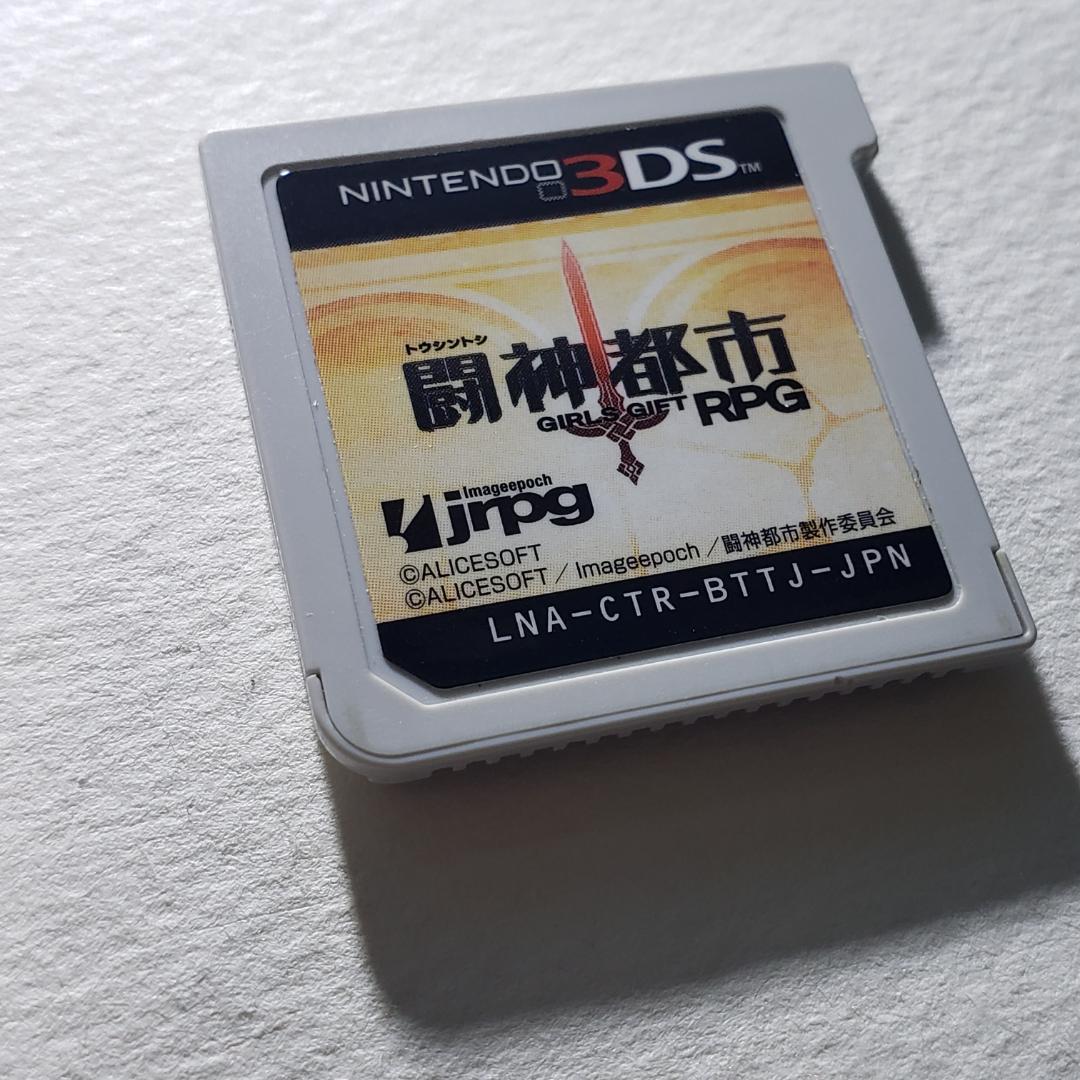 NINTENDO 3DS™
トウシントシ
闘神都市
GIRLS GIFT RPG
Imageepoch
jrpg
©ALICESOFT
©ALICESOFT / Imageepoch / 闘神都市製作委員会
LNA-CTR-BTTJ-JPN